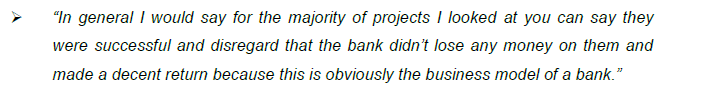 ➢ “In general I would say for the majority of projects I looked at you can say they
were successful and disregard that the bank didn’t lose any money on them and
made a decent return because this is obviously the business model of a bank.”